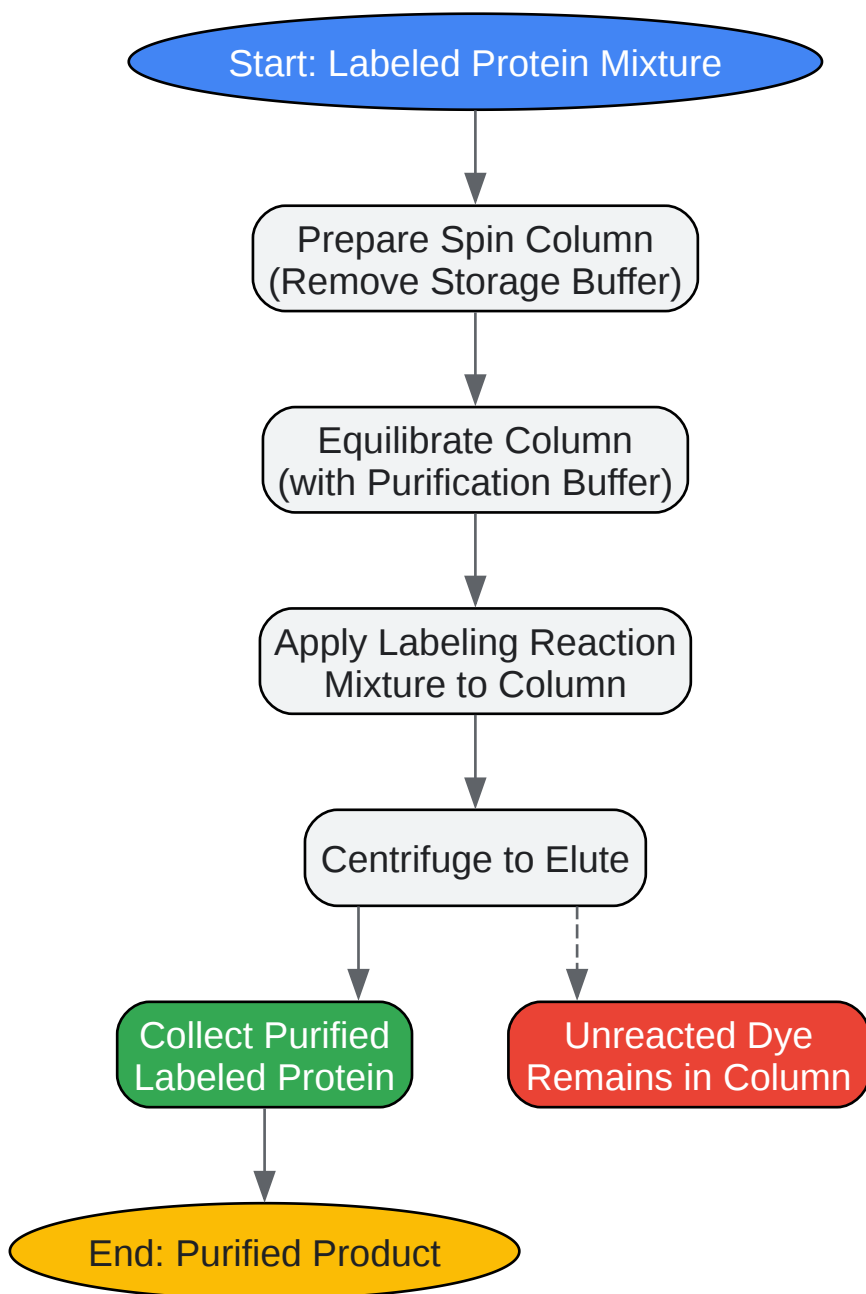 Start: Labeled Protein Mixture
Prepare Spin Column
(Remove Storage Buffer)
Equilibrate Column
(with Purification Buffer)
Apply Labeling Reaction
Mixture to Column
Centrifuge to Elute
Collect Purified
Labeled Protein
Unreacted Dye
Remains in Column
End: Purified Product